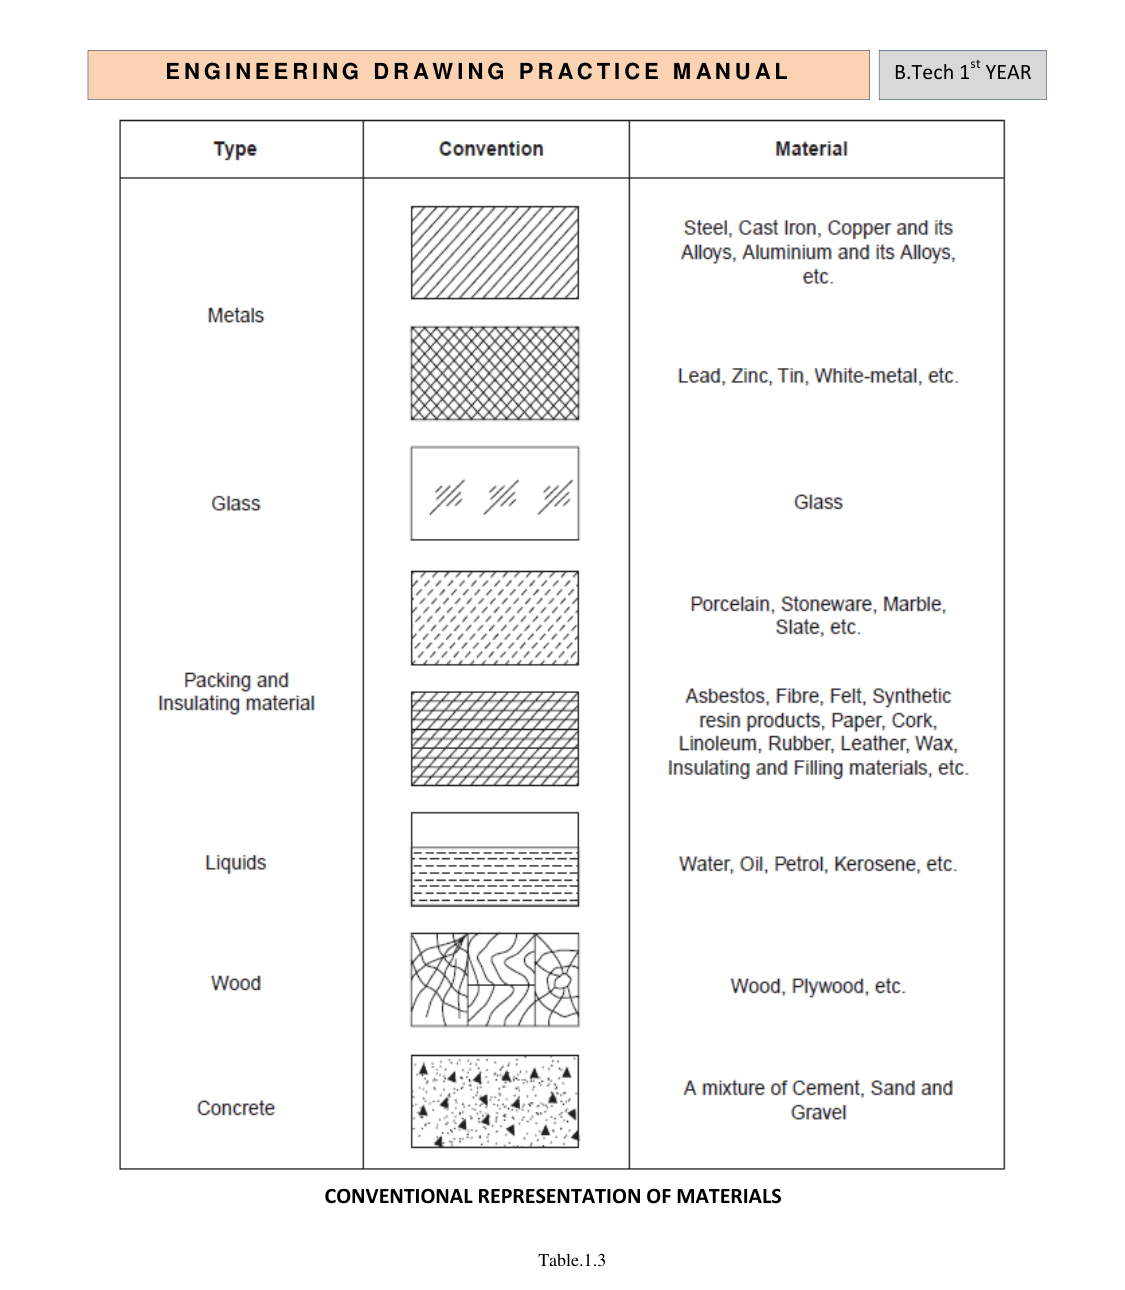 ENGINEERING DRAWING PRACTICE MANUAL
B.Tech 1st YEAR
Type
Convention
Material
Metals
Steel, Cast Iron, Copper and its
Alloys, Aluminium and its Alloys,
etc.
Lead, Zinc, Tin, White-metal, etc.
Glass
Glass
Packing and
Insulating material
Porcelain, Stoneware, Marble,
Slate, etc.
Asbestos, Fibre, Felt, Synthetic
resin products, Paper, Cork,
Linoleum, Rubber, Leather, Wax,
Insulating and Filling materials, etc.
Liquids
Water, Oil, Petrol, Kerosene, etc.
Wood
Wood, Plywood, etc.
Concrete
A mixture of Cement, Sand and
Gravel
CONVENTIONAL REPRESENTATION OF MATERIALS
Table.1.3